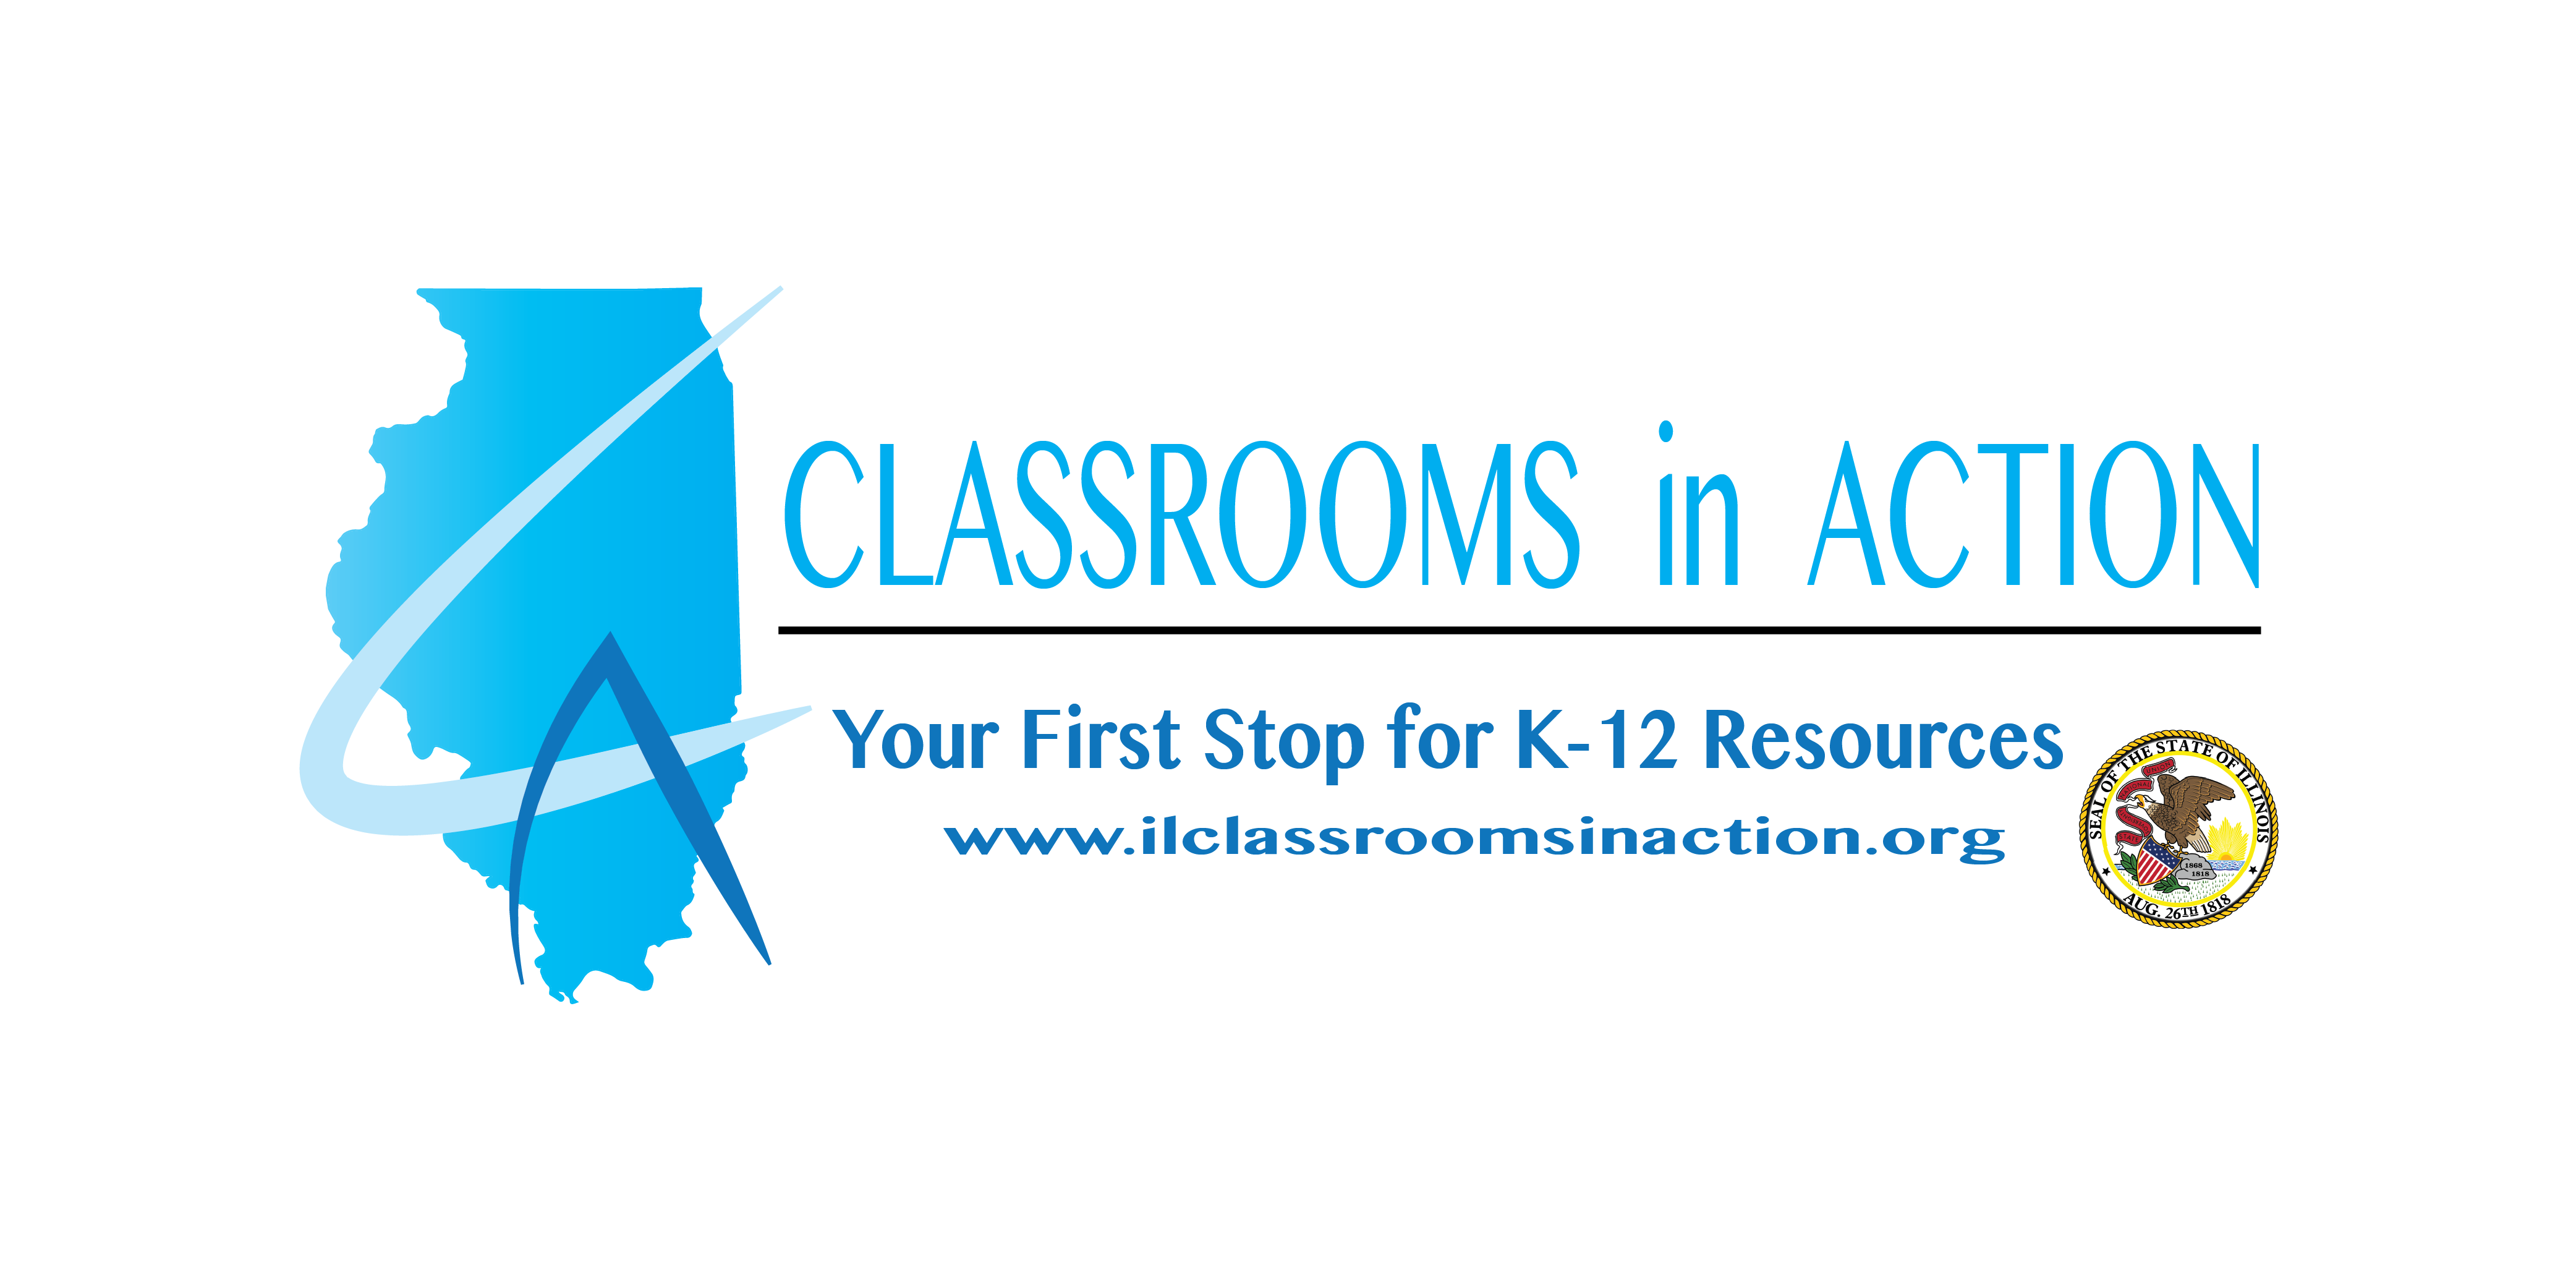 CLASSROOMS in ACTION
Your First Stop for K-12 Resources
www.ilclassroomsinaction.org
SEAL OF THE STATE OF ILLINOIS
1868
1818
AUG. 26TH 1818